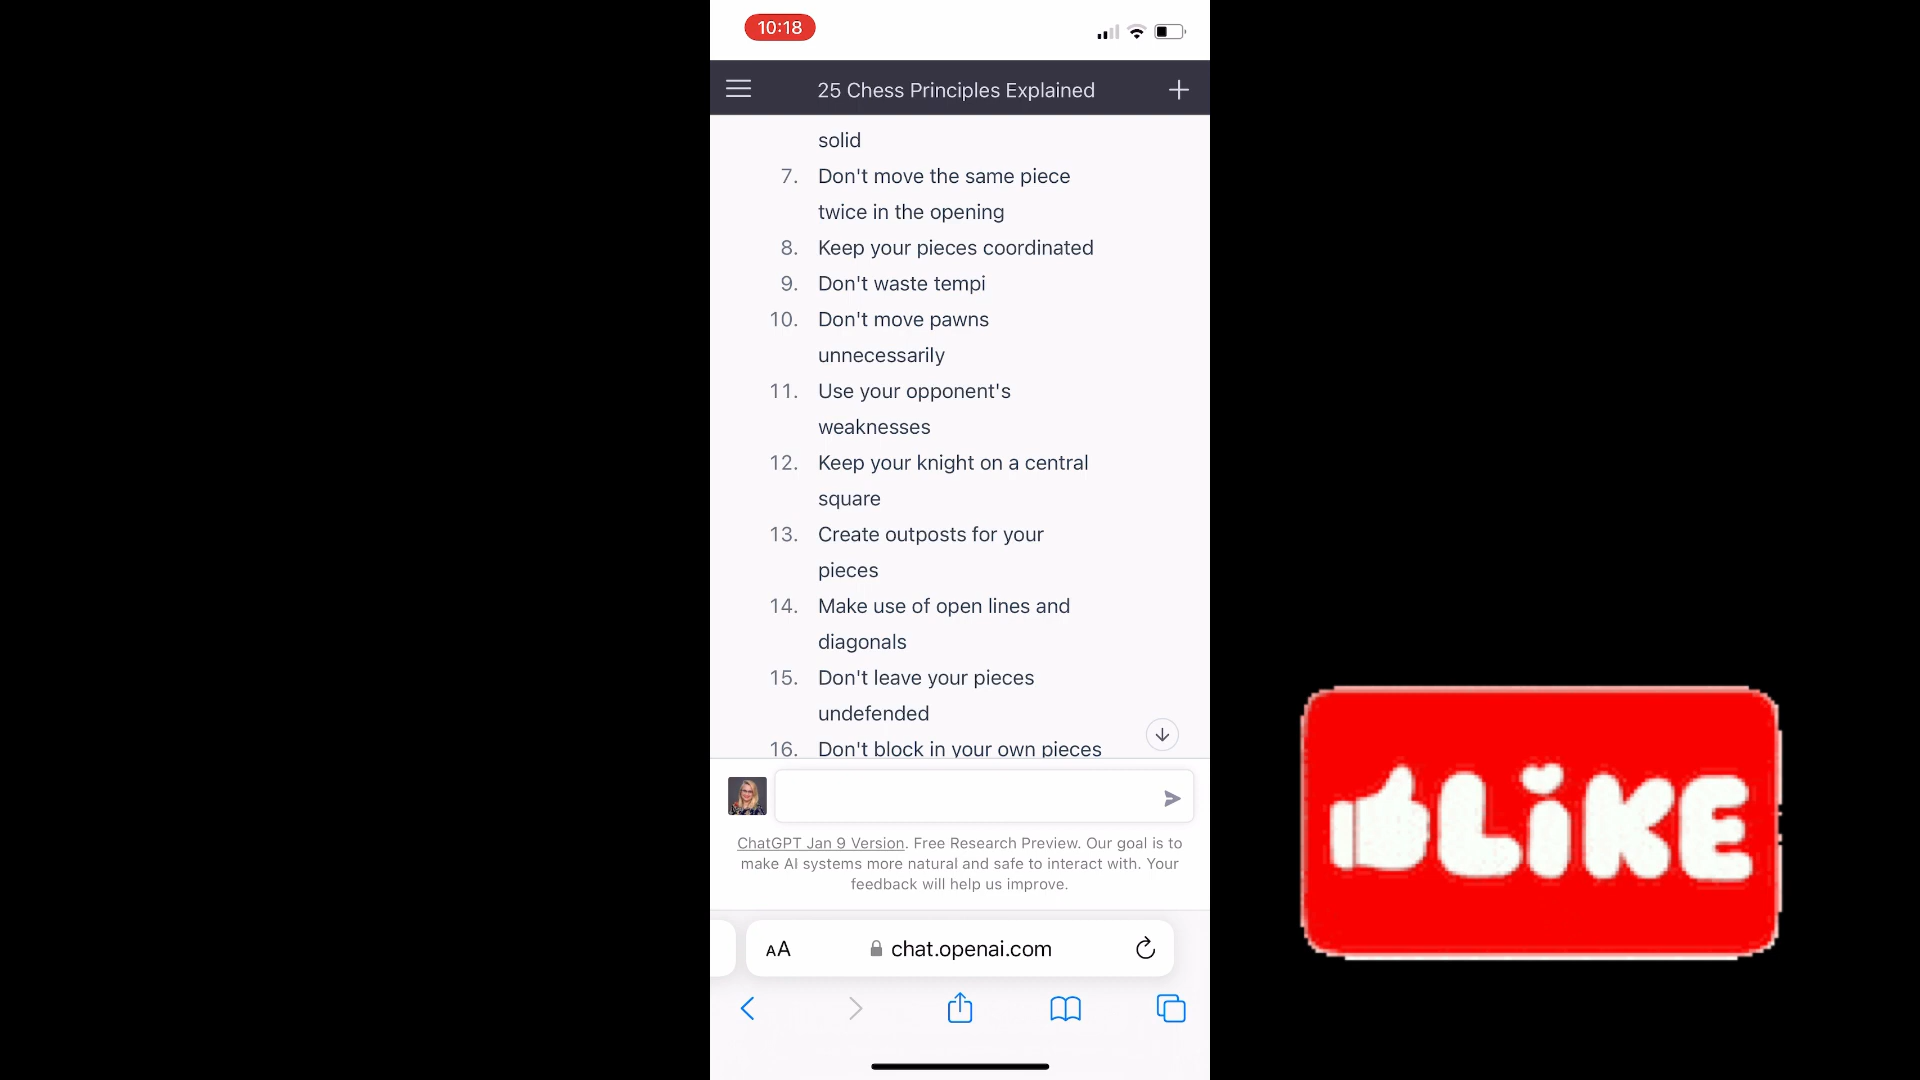 10:18
25 Chess Principles Explained
solid
7. Don't move the same piece
twice in the opening
8. Keep your pieces coordinated
9. Don't waste tempi
10. Don't move pawns
unnecessarily
11. Use your opponent's
weaknesses
12. Keep your knight on a central
square
13. Create outposts for your
pieces
14. Make use of open lines and
diagonals
15. Don't leave your pieces
undefended
16. Don't block in your own pieces
ChatGPT Jan 9 Version. Free Research Preview. Our goal is to
make AI systems more natural and safe to interact with. Your
feedback will help us improve.
AA chat.openai.com
LiKE